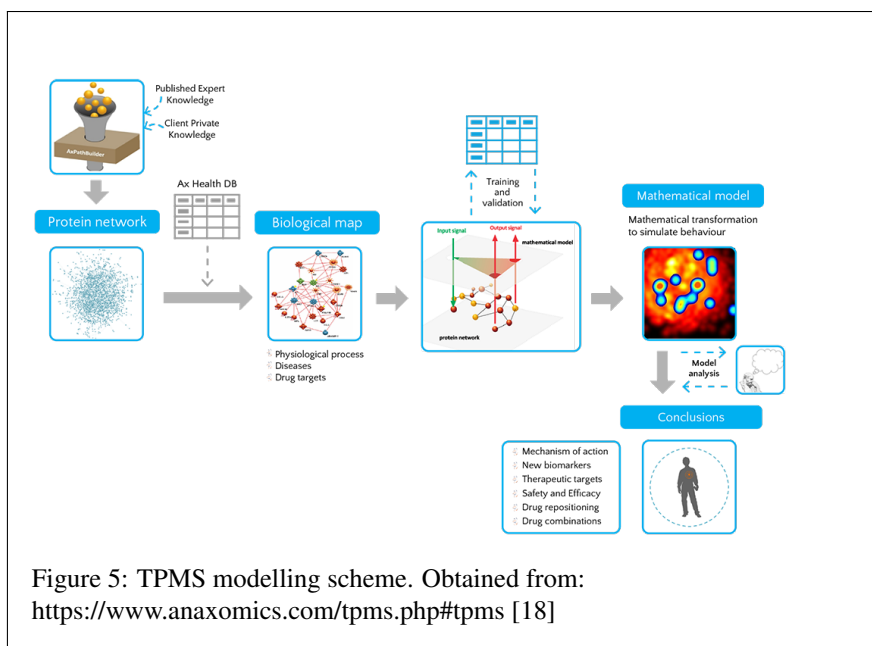 Published Expert
Knowledge
Client Private
Knowledge
AxPathBuilder
Protein network
Ax Health DB
Biological map
Physiological process
Diseases
Drug targets
Training
and
validation
Input signal
Output signal
mathematical model
protein network
Mathematical model
Mathematical transformation
to simulate behaviour
Model
analysis
Conclusions
Mechanism of action
New biomarkers
Therapeutic targets
Safety and Efficacy
Drug repositioning
Drug combinations
Figure 5: TPMS modelling scheme. Obtained from:
https://www.anaxomics.com/tpms.php#tpms [18]